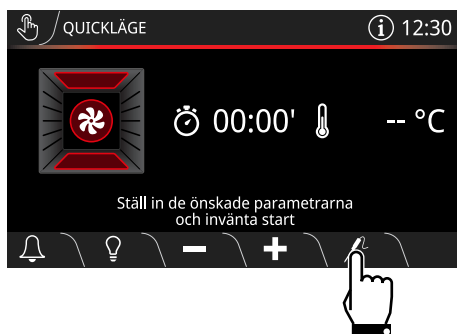 QUICKLÄGE
12:30
00:00'
-- °C
Ställ in de önskade parametrarna
och invänta start